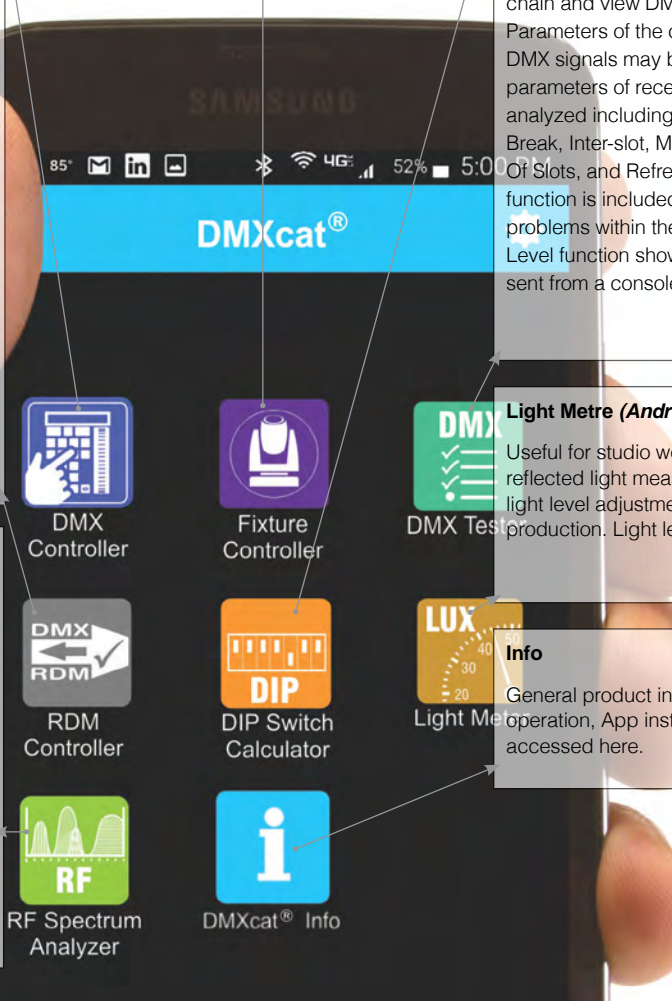 chain and view DM
Parameters of the
DMX signals may b
parameters of rece
analyzed including
Break, Inter-slot, M
Of Slots, and Refre
function is included
problems within the
Level function show
sent from a console
SAMSUNG
85° in 4G 52% 5:00 PM
DMXcat®
DMX
Controller
Fixture
Controller
DMX
DMX Tester
Light Metre (Andr
Useful for studio wo
reflected light mea
light level adjustme
production. Light le
DMX
RDM
RDM
Controller
DIP
DIP Switch
Calculator
LUX
50
40
30
20
Light Meter
Info
General product in
operation, App inst
accessed here.
RF
RF Spectrum
Analyzer
i
DMXcat® Info